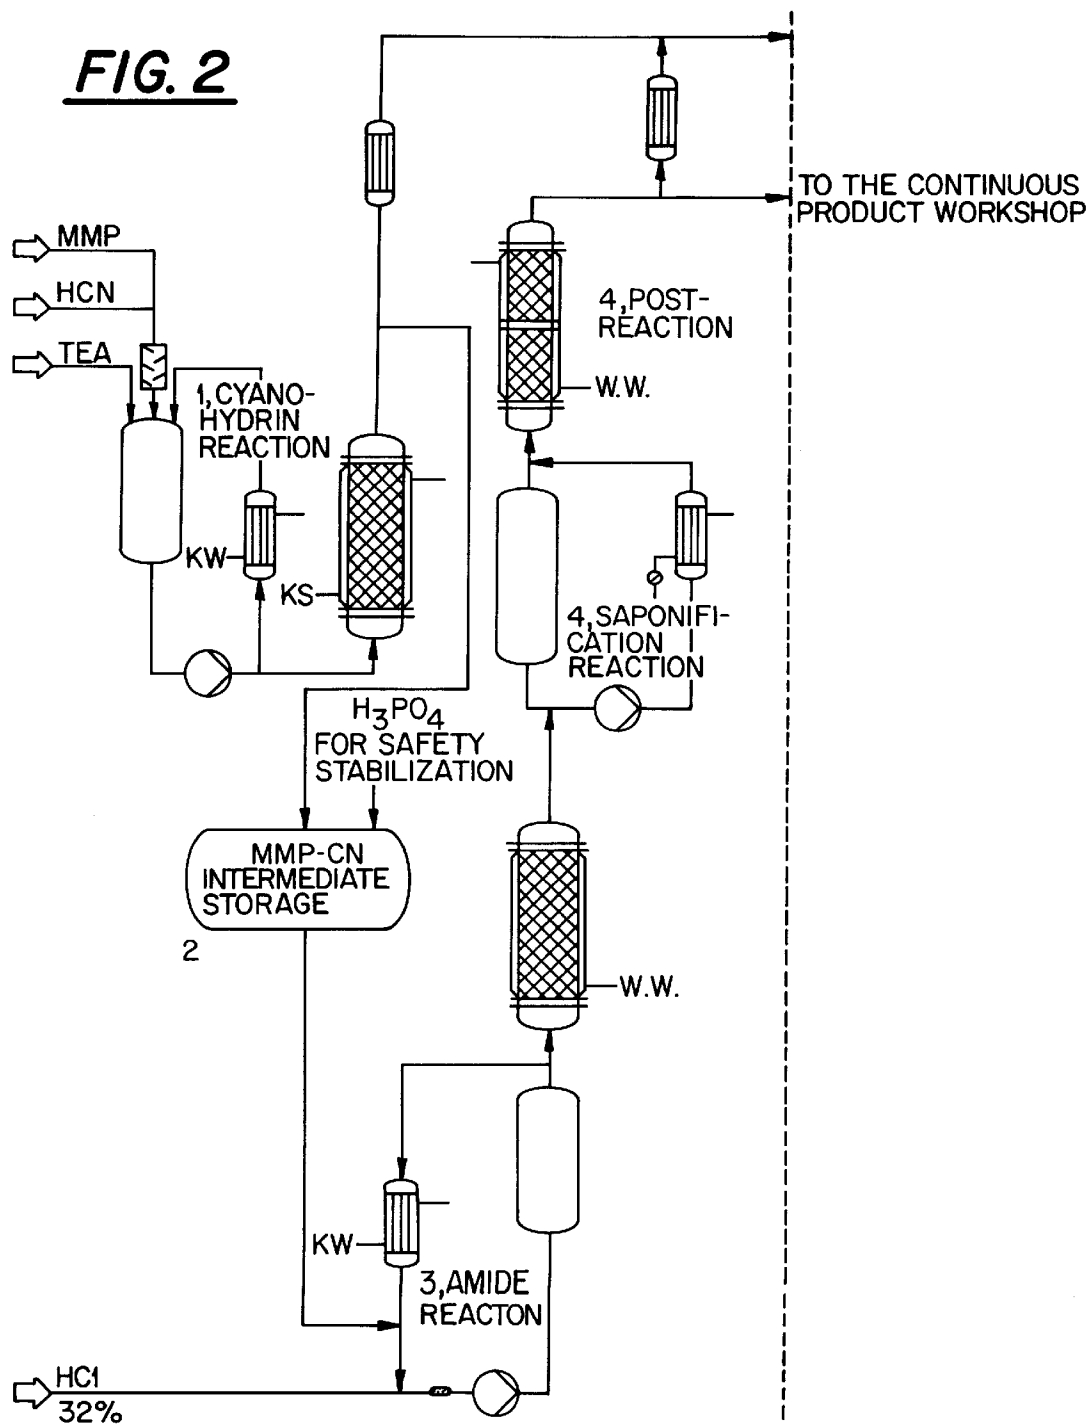 FIG. 2
TO THE CONTINUOUS
PRODUCT WORKSHOP
MMP
HCN
TEA
1, CYANO-
HYDRIN
REACTION
KW
KS
4, POST-
REACTION
W.W.
4, SAPONIFI-
CATION
REACTION
H3PO4
FOR SAFETY
STABILIZATION
MMP-CN
INTERMEDIATE
STORAGE
2
W.W.
KW
3, AMIDE
REACTON
HCl
32%